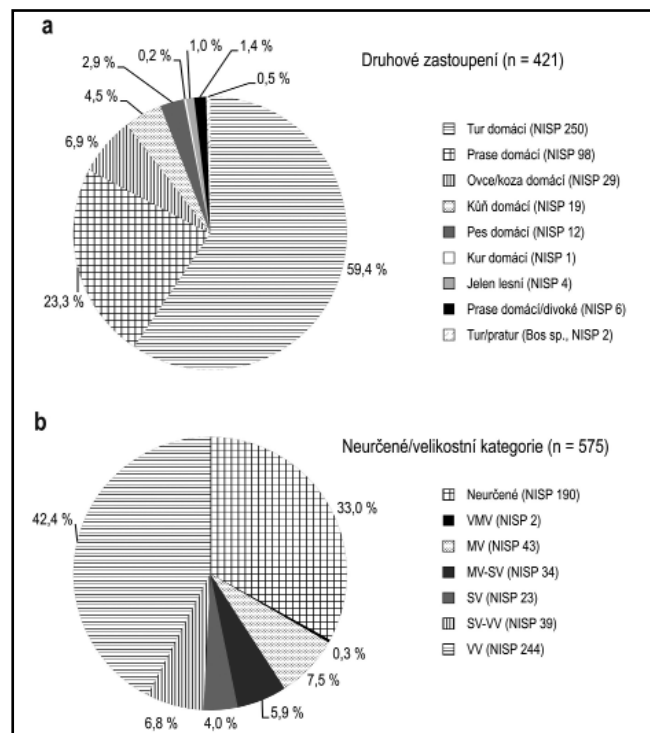 a
Druhové zastoupení (n = 421)
2,9 %
0,2 %
1,0 %
1,4 %
0,5 %
4,5 %
6,9 %
23,3 %
59,4 %
Tur domácí (NISP 250)
Prase domácí (NISP 98)
Ovce/koza domácí (NISP 29)
Kůň domácí (NISP 19)
Pes domácí (NISP 12)
Kur domácí (NISP 1)
Jelen lesní (NISP 4)
Prase domácí/divoké (NISP 6)
Tur/pratur (Bos sp., NISP 2)
b
Neurčené/velikostní kategorie (n = 575)
42,4 %
33,0 %
0,3 %
7,5 %
5,9 %
4,0 %
6,8 %
Neurčené (NISP 190)
VMV (NISP 2)
MV (NISP 43)
MV-SV (NISP 34)
SV (NISP 23)
SV-VV (NISP 39)
VV (NISP 244)